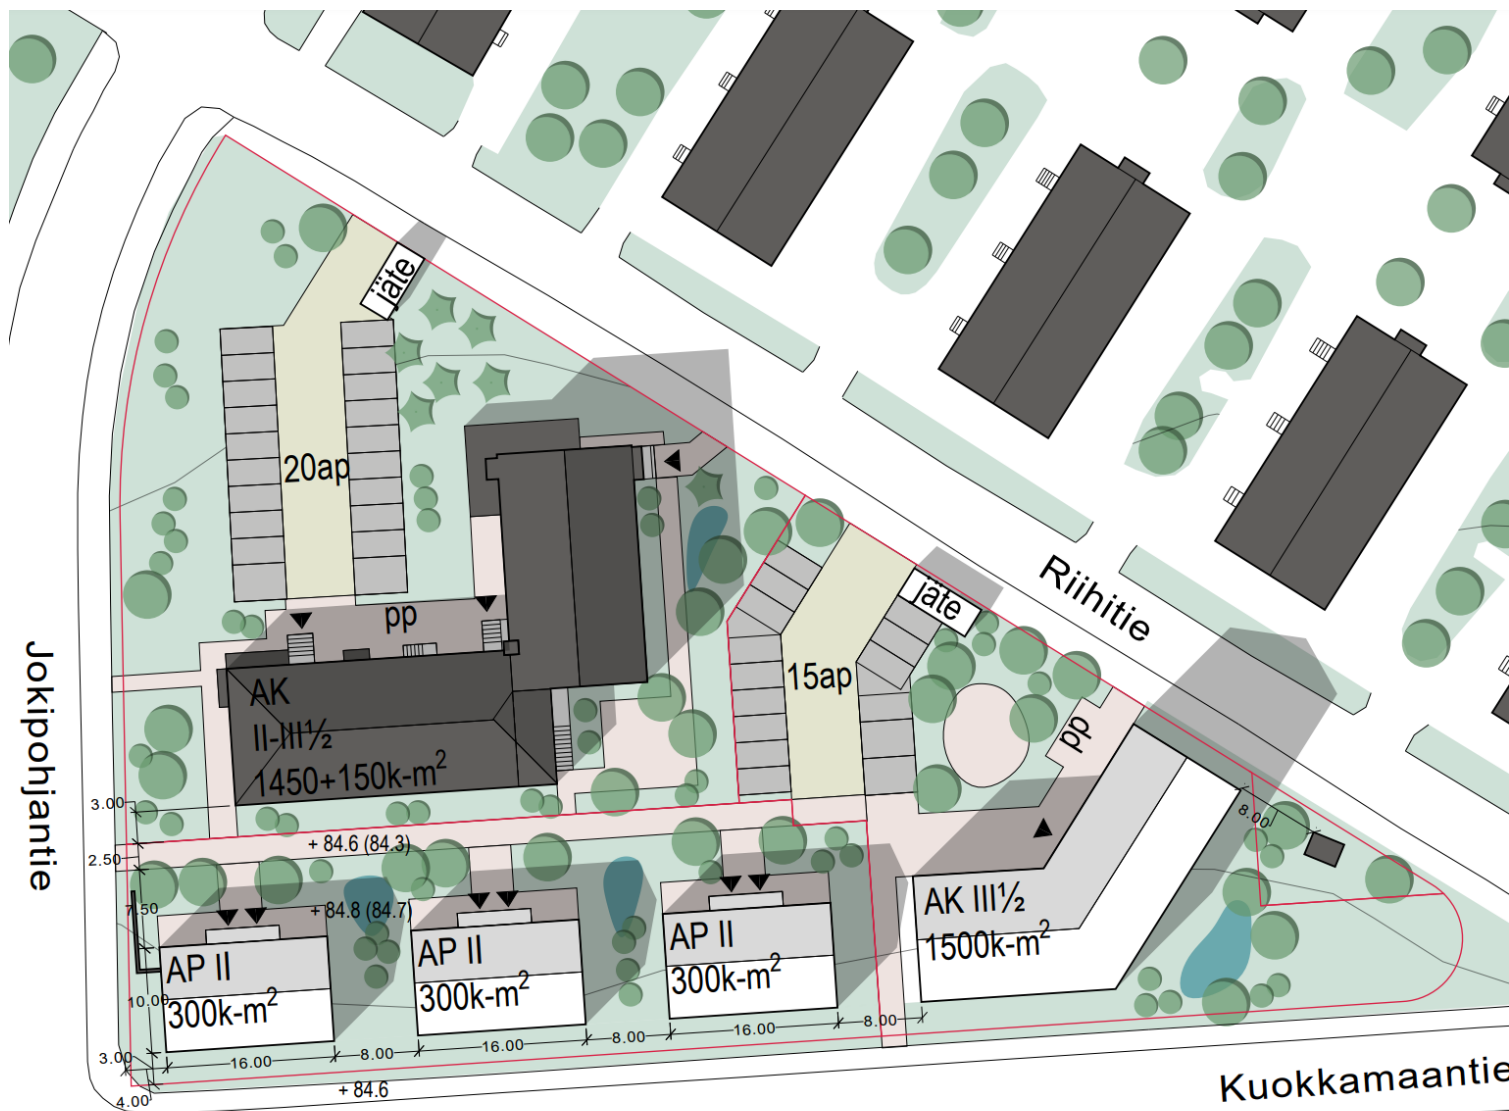 jäte
20ap
pp
jäte
Riihitie
15ap
pp
AK
II-III½
1450+150k-m²
Jokipohjantie
3.00
2.50
7.50
10.00
3.00
4.00
+ 84.6 (84.3)
+ 84.8 (84.7)
8.00
AP II
300k-m²
AP II
300k-m²
AP II
300k-m²
AK III½
1500k-m²
16.00
8.00
16.00
8.00
16.00
8.00
+ 84.6
Kuokkamaantie